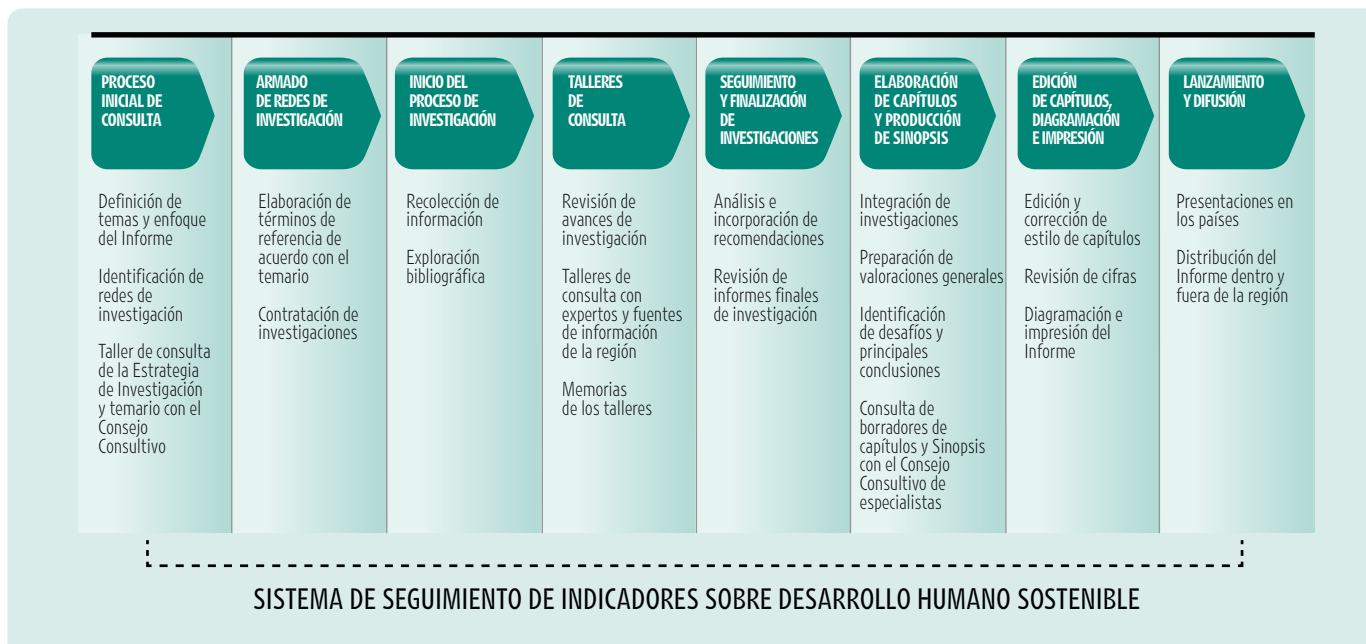 PROCESO
INICIAL DE
CONSULTA
Definición de
temas y enfoque
del Informe
Identificación de
redes de
investigación
Taller de consulta
de la Estrategia
de Investigación
y temario con el
Consejo
Consultivo
ARMADO
DE REDES DE
INVESTIGACIÓN
Elaboración de
términos de
referencia de
acuerdo con el
temario
Contratación de
investigaciones
INICIO DEL
PROCESO DE
INVESTIGACIÓN
Recolección de
información
Exploración
bibliográfica
TALLERES
DE
CONSULTA
Revisión de
avances de
investigación
Talleres de
consulta con
expertos y fuentes
de información
de la región
Memorias
de los talleres
SEGUIMIENTO
Y FINALIZACIÓN
DE
INVESTIGACIONES
Análisis e
incorporación de
recomendaciones
Revisión de
informes finales
de investigación
ELABORACIÓN
DE CAPÍTULOS
Y PRODUCCIÓN
DE SINOPSIS
Integración de
investigaciones
Preparación de
valoraciones generales
Identificación
de desafíos y
principales
conclusiones
Consulta de
borradores de
capítulos y Sinopsis
con el Consejo
Consultivo de
especialistas
EDICIÓN
DE CAPÍTULOS,
DIAGRAMACIÓN
E IMPRESIÓN
Edición y
corrección de
estilo de capítulos
Revisión de cifras
Diagramación e
impresión del
Informe
LANZAMIENTO
Y DIFUSIÓN
Presentaciones en
los países
Distribución del
Informe dentro y
fuera de la región
SISTEMA DE SEGUIMIENTO DE INDICADORES SOBRE DESARROLLO HUMANO SOSTENIBLE